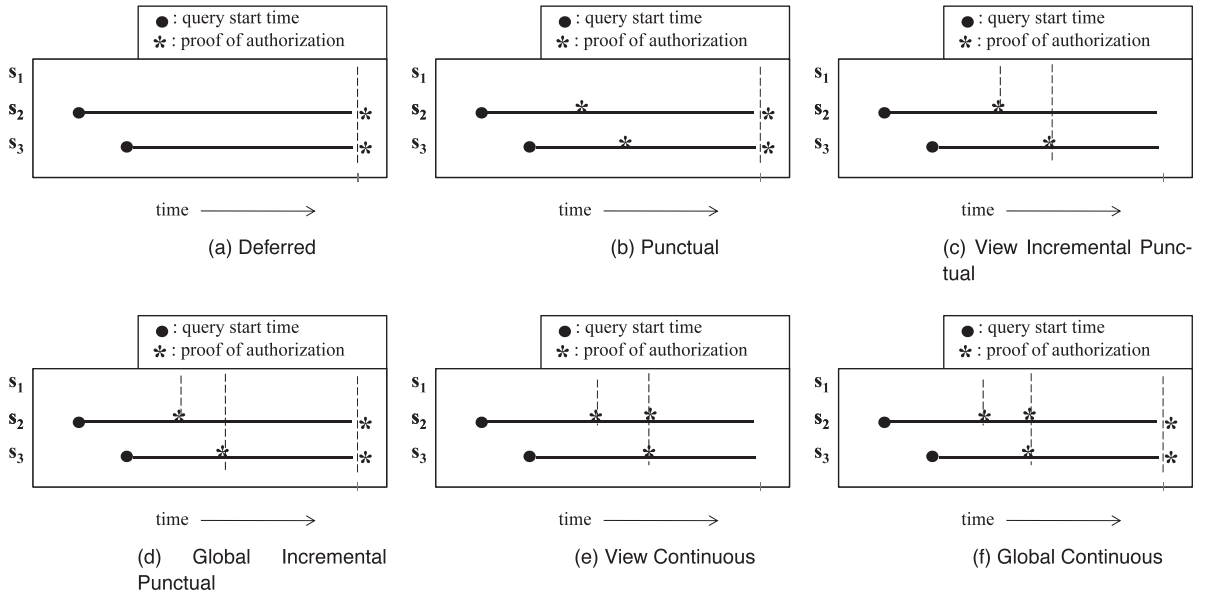 ● : query start time
* : proof of authorization
s1
s2
s3
time
(a) Deferred
● : query start time
* : proof of authorization
s1
s2
s3
time
(b) Punctual
● : query start time
* : proof of authorization
s1
s2
s3
time
(c) View Incremental Punc-
tual
● : query start time
* : proof of authorization
s1
s2
s3
time
(d) Global Incremental
Punctual
● : query start time
* : proof of authorization
s1
s2
s3
time
(e) View Continuous
● : query start time
* : proof of authorization
s1
s2
s3
time
(f) Global Continuous